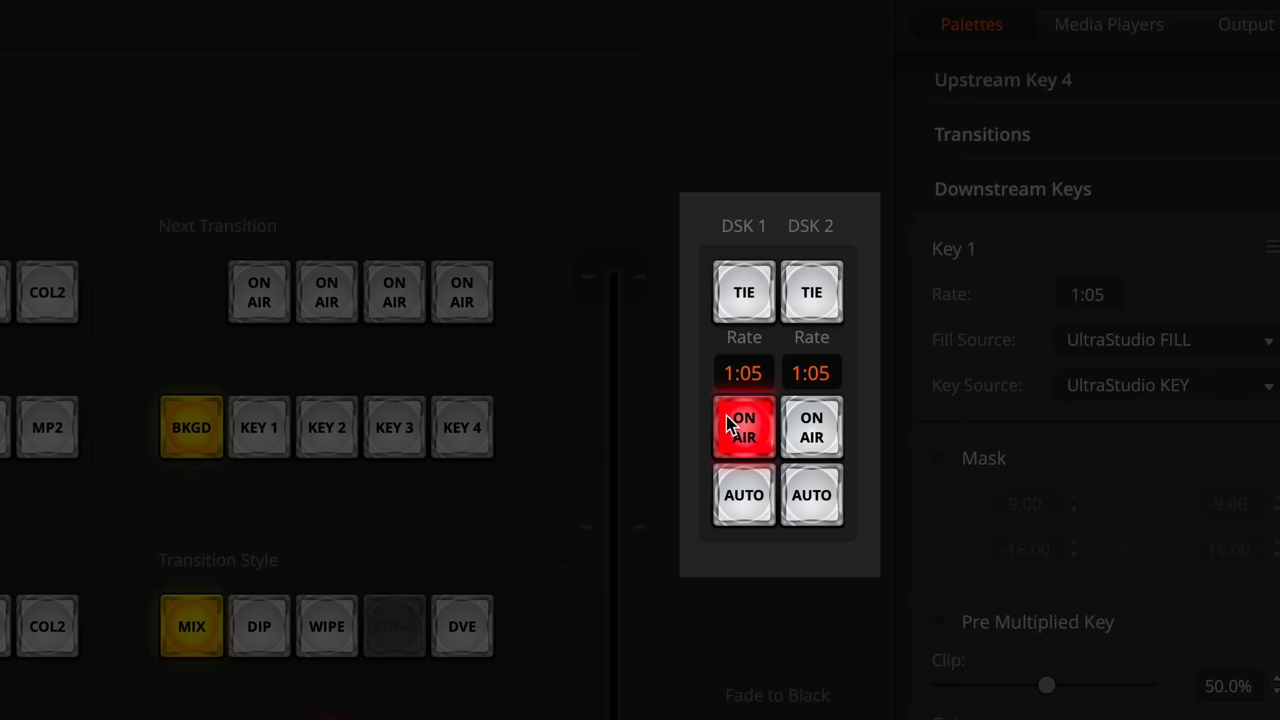 Palettes
Media Players
Output
Upstream Key 4
Transitions
Downstream Keys
Next Transition
DSK 1
DSK 2
Key 1
COL2
ON AIR
ON AIR
ON AIR
ON AIR
TIE
TIE
Rate: 1:05
Rate
Rate
Fill Source: UltraStudio FILL
1:05
1:05
Key Source: UltraStudio KEY
MP2
BKGD
KEY 1
KEY 2
KEY 3
KEY 4
ON AIR
ON AIR
Mask
AUTO
AUTO
9.00
-9.00
-16.00
16.00
Transition Style
COL2
MIX
DIP
WIPE
STING
DVE
Pre Multiplied Key
Clip:
50.0%
Fade to Black